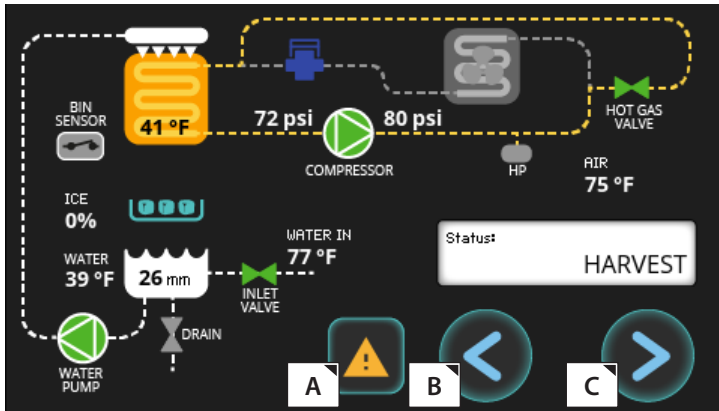 BIN
SENSOR
41 °F
72 psi
80 psi
COMPRESSOR
HP
HOT GAS
VALVE
AIR
75 °F
ICE
0%
WATER
39 °F
26 mm
WATER IN
77 °F
INLET
VALVE
DRAIN
WATER
PUMP
Status:
HARVEST
A
B
C